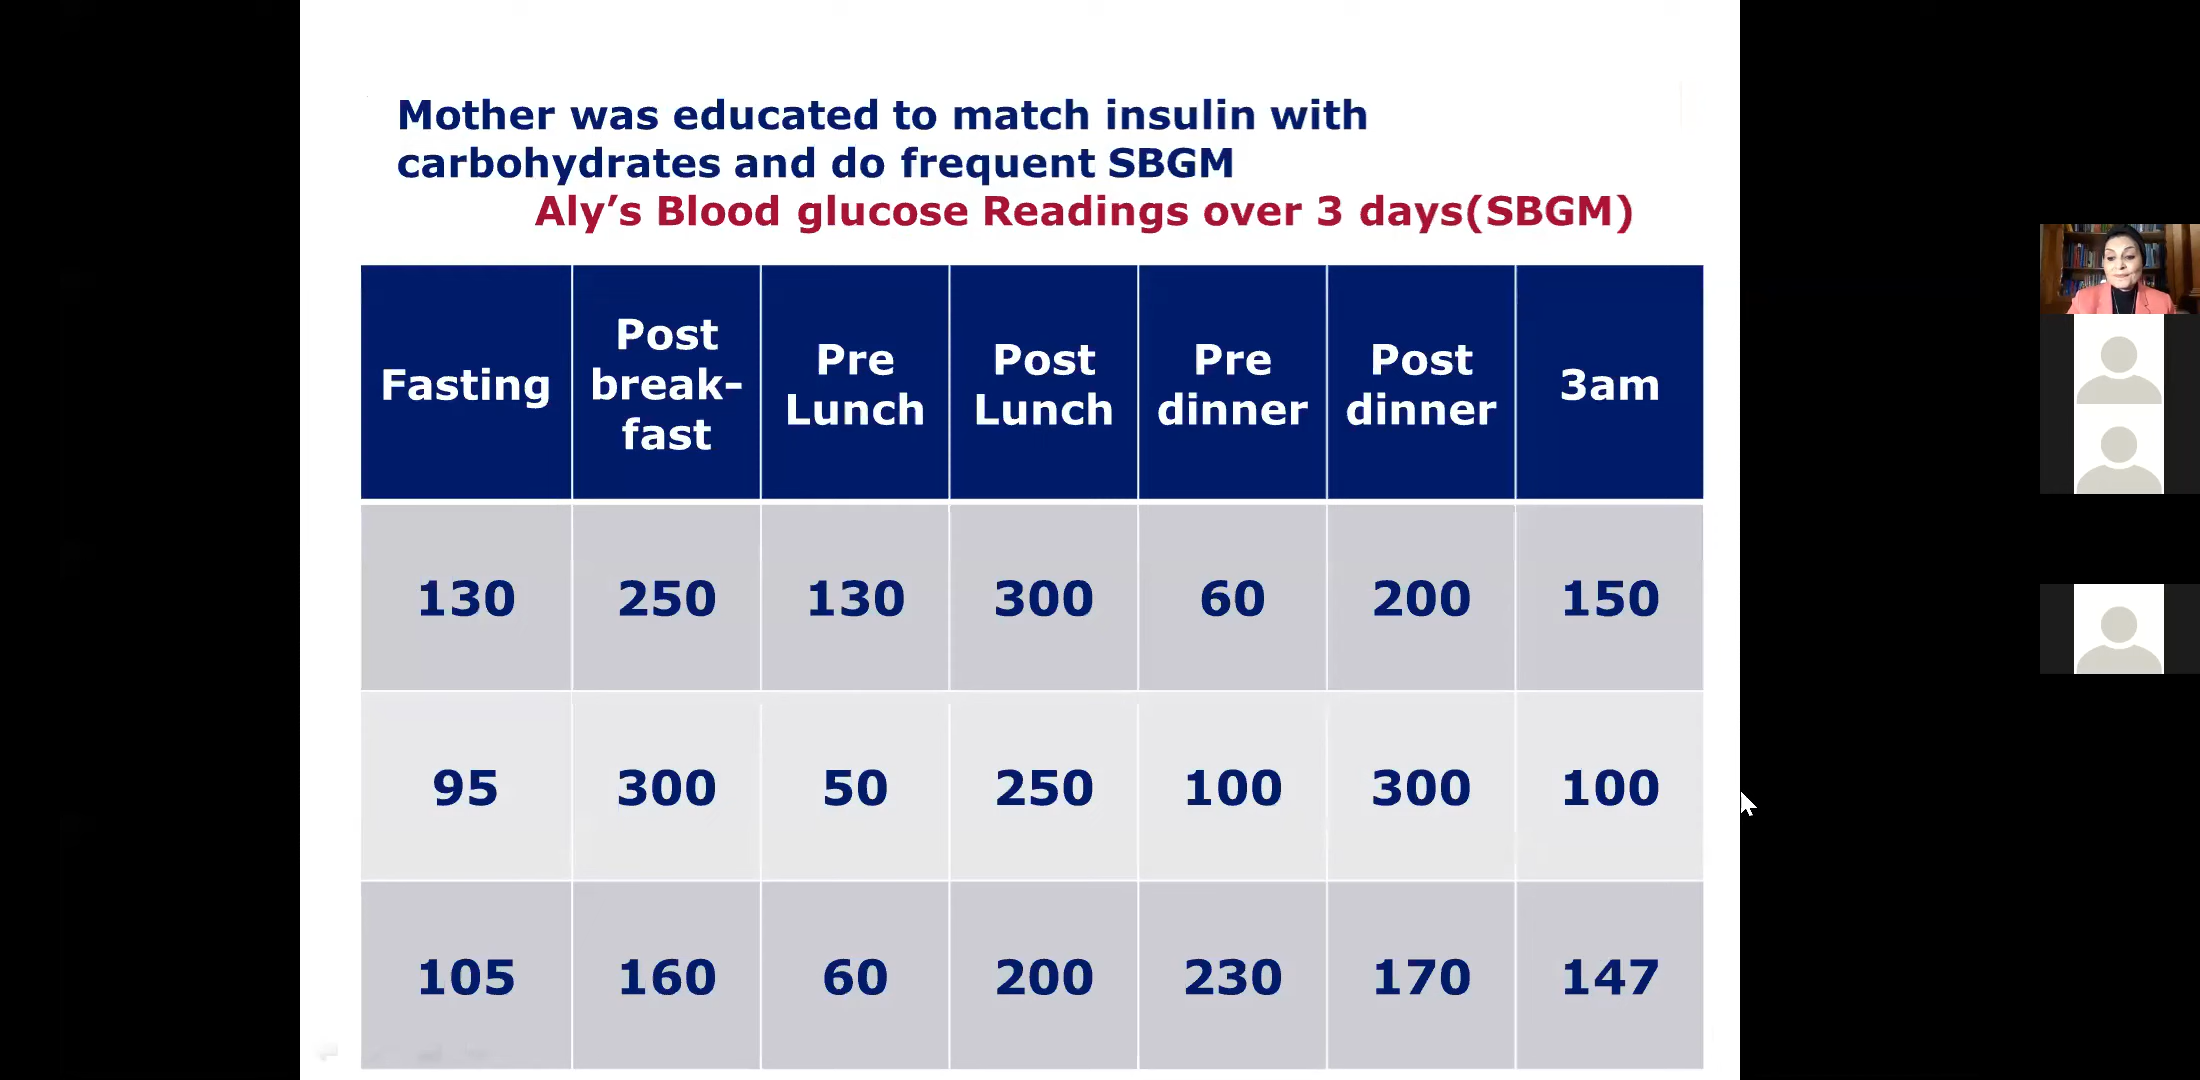 Mother was educated to match insulin with
carbohydrates and do frequent SBGM
Aly’s Blood glucose Readings over 3 days(SBGM)
Fasting
Post
break-
fast
Pre
Lunch
Post
Lunch
Pre
dinner
Post
dinner
3am
130 250 130 300 60 200 150
95 300 50 250 100 300 100
105 160 60 200 230 170 147